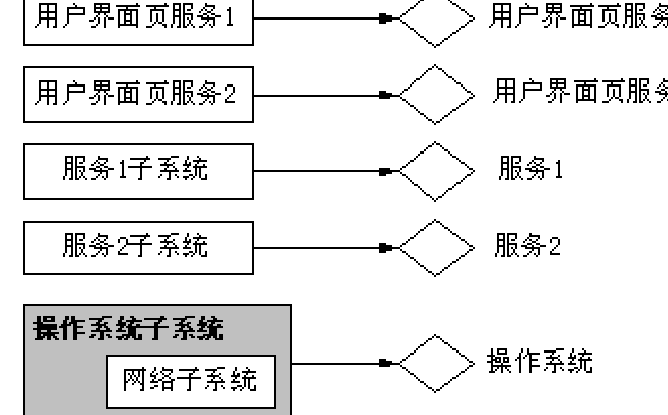 用户界面页服务1
用户界面页服务
用户界面页服务2
用户界面页服务
服务1子系统
服务1
服务2子系统
服务2
操作系统子系统
网络子系统
操作系统